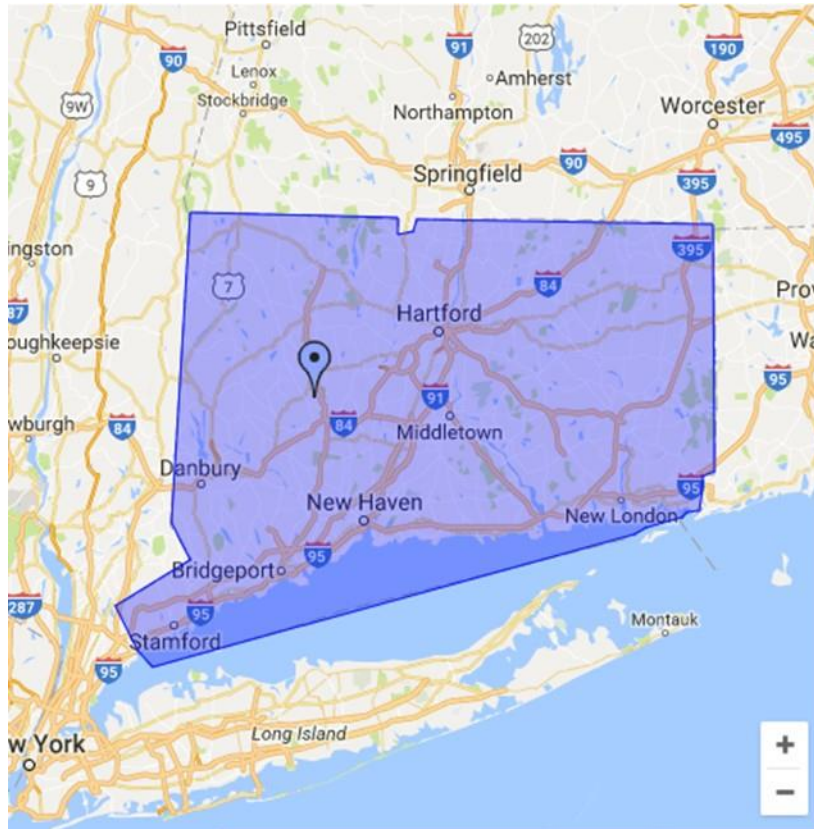 Pittsfield
90
91
202
190
Lenox
Amherst
9W
Stockbridge
Northampton
Worcester
495
9
Springfield
90
395
ingston
7
84
395
87
Hartford
Prov
oughkeepsie
Wa
91
95
wburgh
84
84
Middletown
Danbury
95
New Haven
New London
95
Bridgeport
287
95
Stamford
Montauk
95
Long Island
w York
+
−